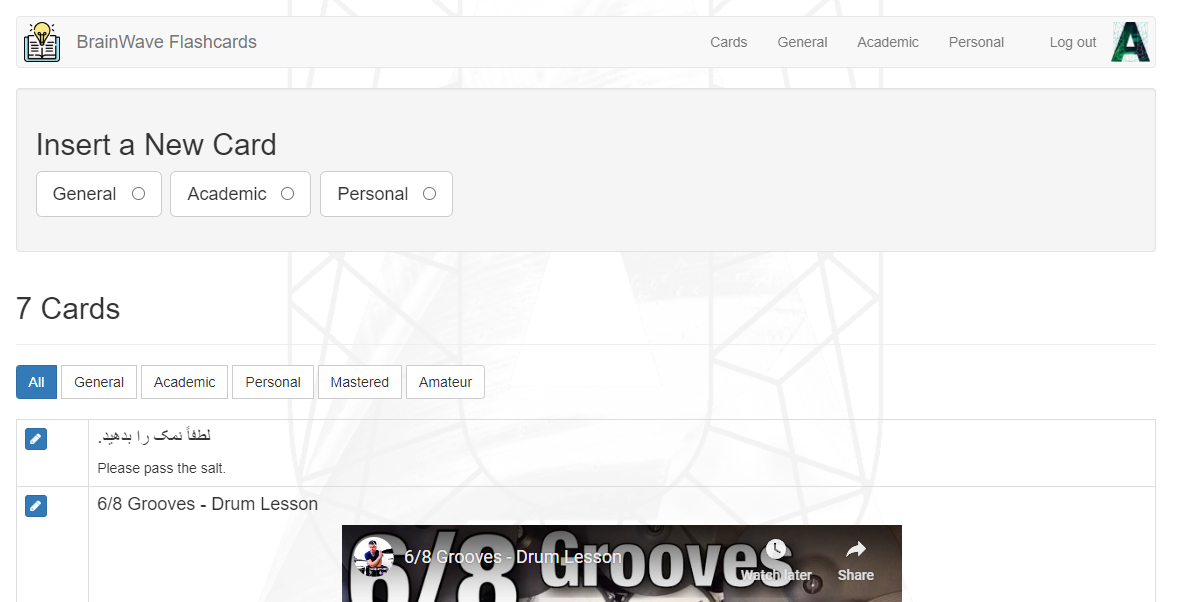 BrainWave Flashcards Cards General Academic Personal Log out A
Insert a New Card
General Academic Personal
7 Cards
All General Academic Personal Mastered Amateur
لطفاً نمک را بدهید.
Please pass the salt.
6/8 Grooves - Drum Lesson
6/8 Grooves
6/8 Grooves - Drum Lesson
Watch later Share